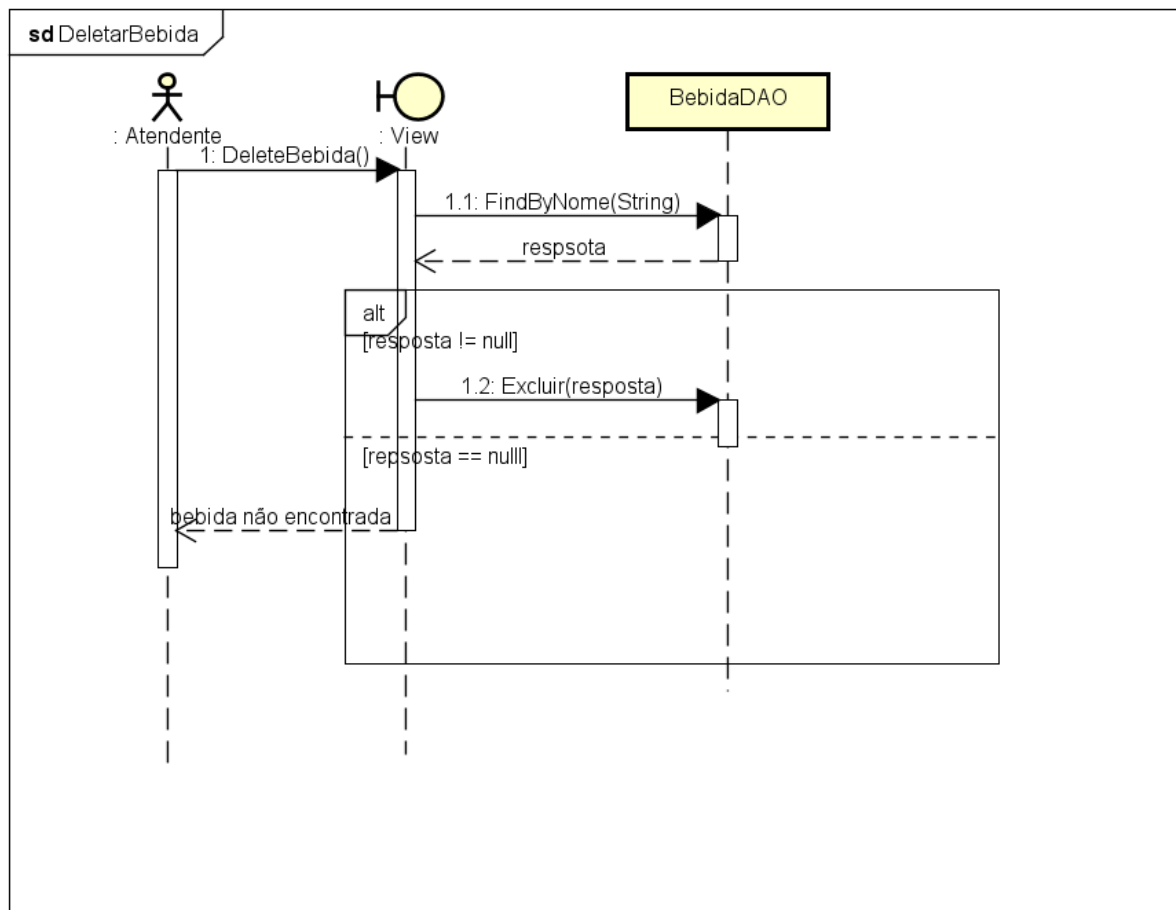 sd DeletarBebida
: Atendente
: View
BebidaDAO
1: DeleteBebida()
1.1: FindByNome(String)
respsota
alt
[resposta != null]
1.2: Excluir(resposta)
[repsosta == nulll]
bebida não encontrada